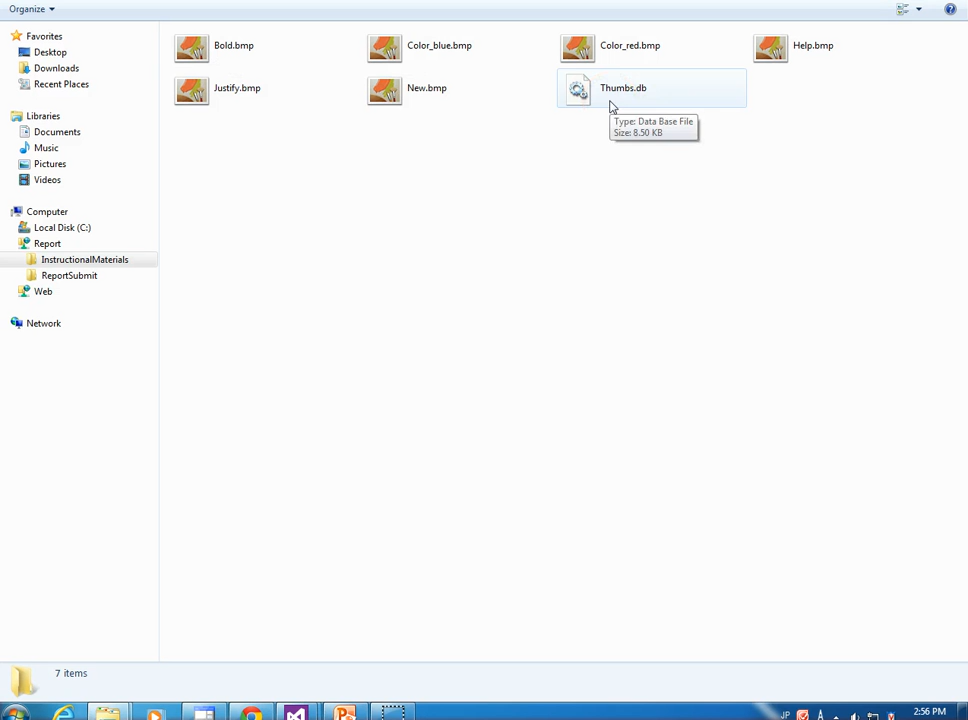 Organize
Favorites
Desktop
Downloads
Recent Places
Libraries
Documents
Music
Pictures
Videos
Computer
Local Disk (C:)
Report
InstructionalMaterials
ReportSubmit
Web
Network
Bold.bmp
Color_blue.bmp
Color_red.bmp
Help.bmp
Justify.bmp
New.bmp
Thumbs.db
Type: Data Base File
Size: 8.50 KB
7 items
JP
A
2:56 PM